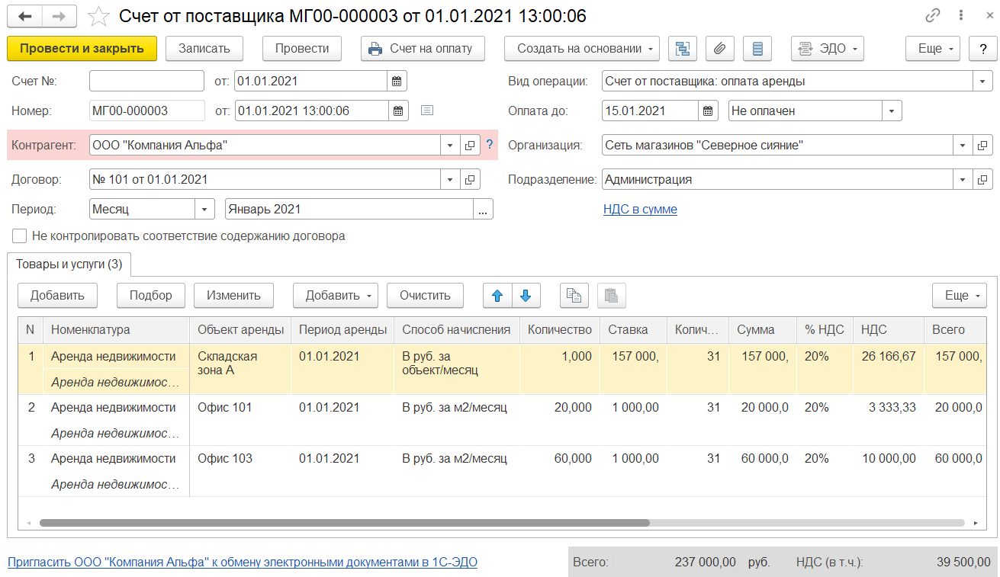 Счет от поставщика МГ00-000003 от 01.01.2021 13:00:06
Провести и закрыть Записать Провести Счет на оплату Создать на основании ЭДО Еще ?
Счет №: от: 01.01.2021 Вид операции: Счет от поставщика: оплата аренды
Номер: МГ00-000003 от: 01.01.2021 13:00:06 Оплата до: 15.01.2021 Не оплачен
Контрагент: ООО "Компания Альфа" ? Организация: Сеть магазинов "Северное сияние"
Договор: № 101 от 01.01.2021 Подразделение: Администрация
Период: Месяц Январь 2021 ... НДС в сумме
Не контролировать соответствие содержанию договора
Товары и услуги (3)
Добавить Подбор Изменить Добавить Очистить Еще
N Номенклатура Объект аренды Период аренды Способ начисления Количество Ставка Колич... Сумма % НДС НДС Всего
1 Аренда недвижимости Складская 01.01.2021 В руб. за 1,000 157 000, 31 157 000, 20% 26 166,67 157 000,
зона А объект/месяц
Аренда недвижимос...
2 Аренда недвижимости Офис 101 01.01.2021 В руб. за м2/месяц 20,000 1 000,00 31 20 000,0 20% 3 333,33 20 000,0
Аренда недвижимос...
3 Аренда недвижимости Офис 103 01.01.2021 В руб. за м2/месяц 60,000 1 000,00 31 60 000,0 20% 10 000,00 60 000,0
Аренда недвижимос...
Пригласить ООО "Компания Альфа" к обмену электронными документами в 1С-ЭДО Всего: 237 000,00 руб. НДС (в т.ч.): 39 500,00